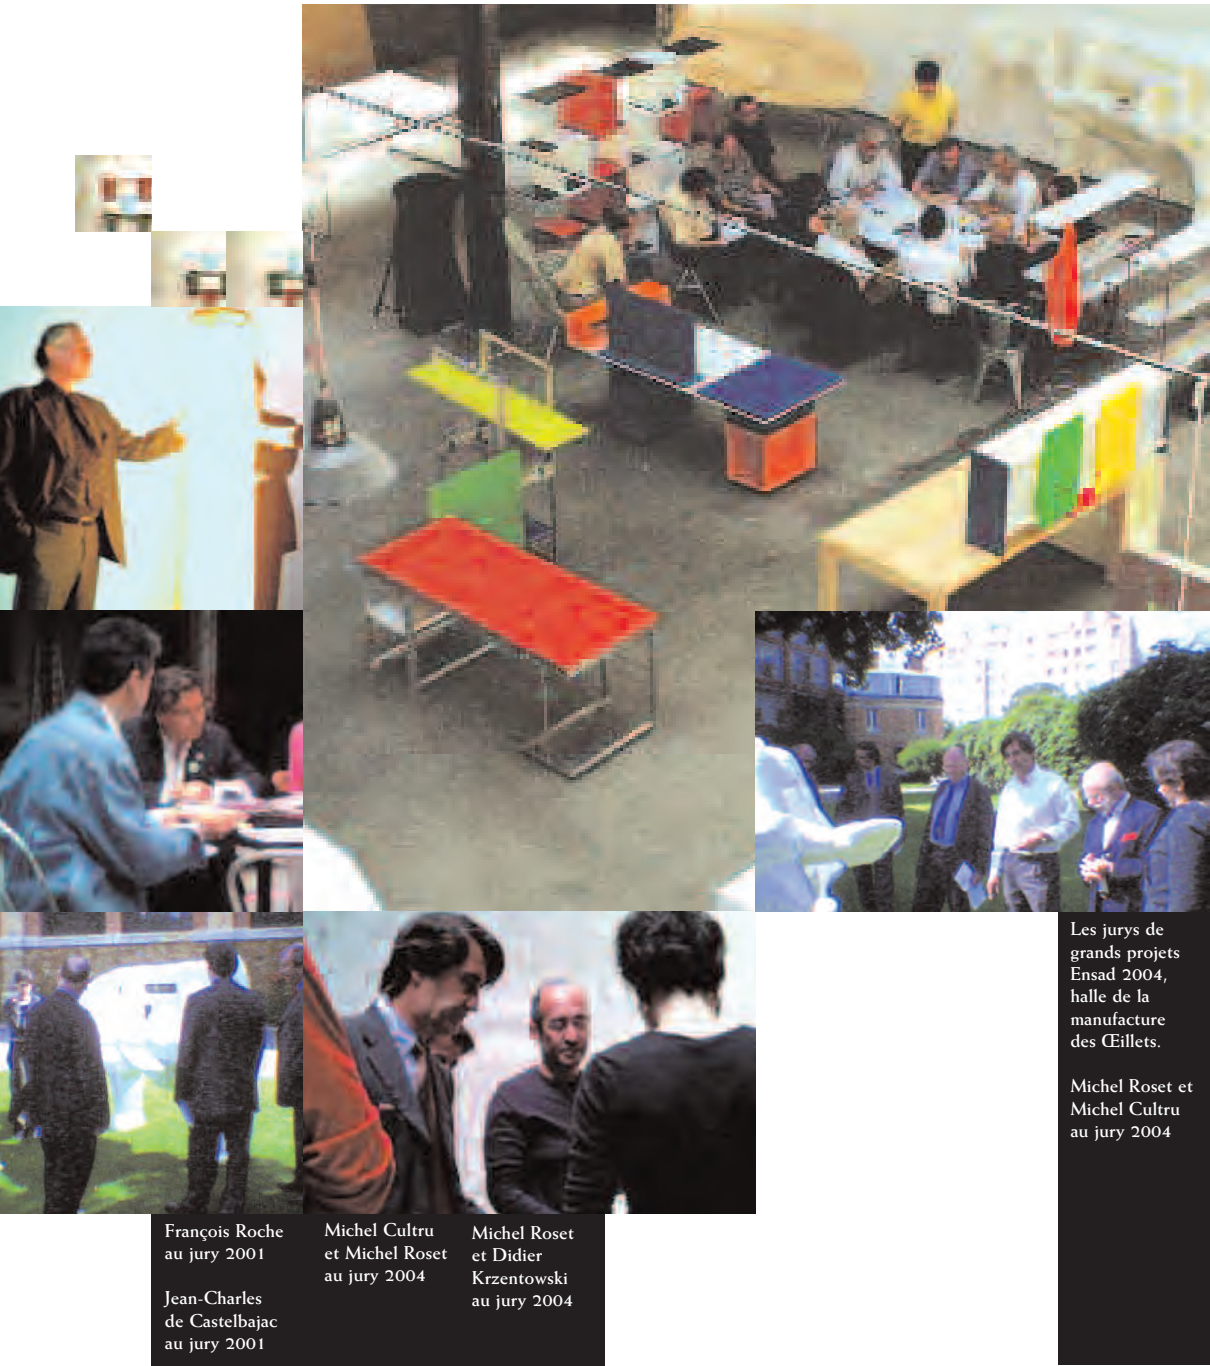 Les jurys de
grands projets
Ensad 2004,
halle de la
manufacture
des Œillets.
Michel Roset et
Michel Cultru
au jury 2004
François Roche
au jury 2001
Jean-Charles
de Castelbajac
au jury 2001
Michel Cultru
et Michel Roset
au jury 2004
Michel Roset
et Didier
Krzentowski
au jury 2004